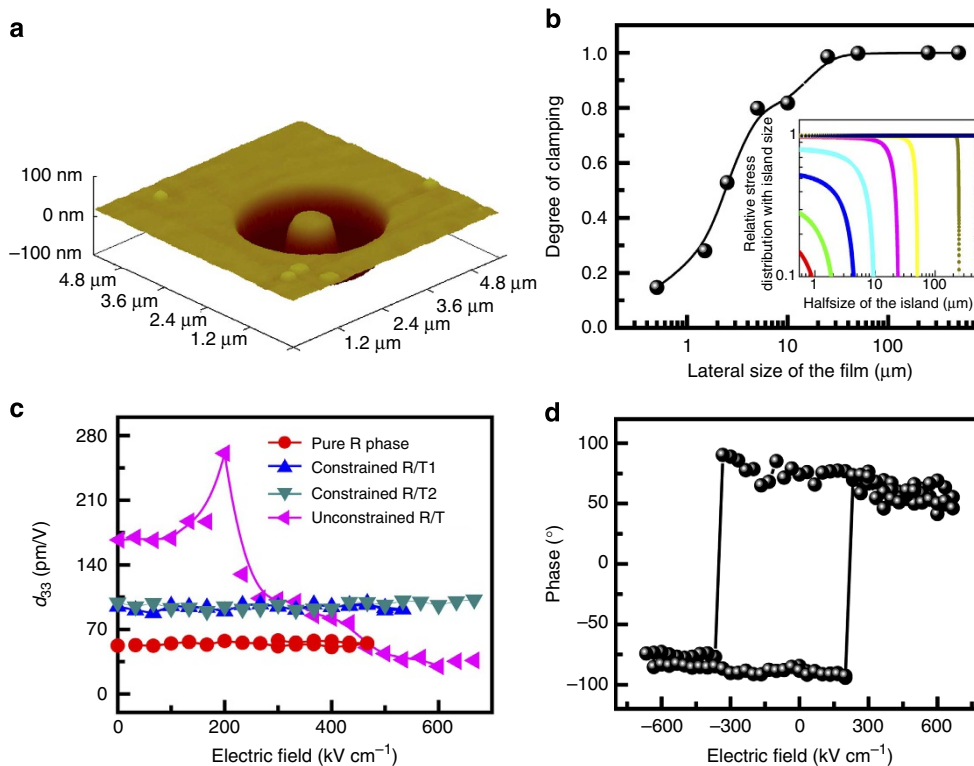 a
100 nm
0 nm
−100 nm
4.8 μm
3.6 μm
2.4 μm
1.2 μm
4.8 μm
3.6 μm
2.4 μm
1.2 μm
b
Degree of clamping
1.0
0.8
0.6
0.4
0.2
0.0
1
10
100
Lateral size of the film (μm)
Relative stress
distribution with island size
1
0.1
1
10
100
Halfsize of the island (μm)
c
d33 (pm/V)
280
210
140
70
0
0
200
400
600
Electric field (kV cm−1)
Pure R phase
Constrained R/T1
Constrained R/T2
Unconstrained R/T
d
Phase (°)
100
50
0
−50
−100
−600
−300
0
300
600
Electric field (kV cm−1)